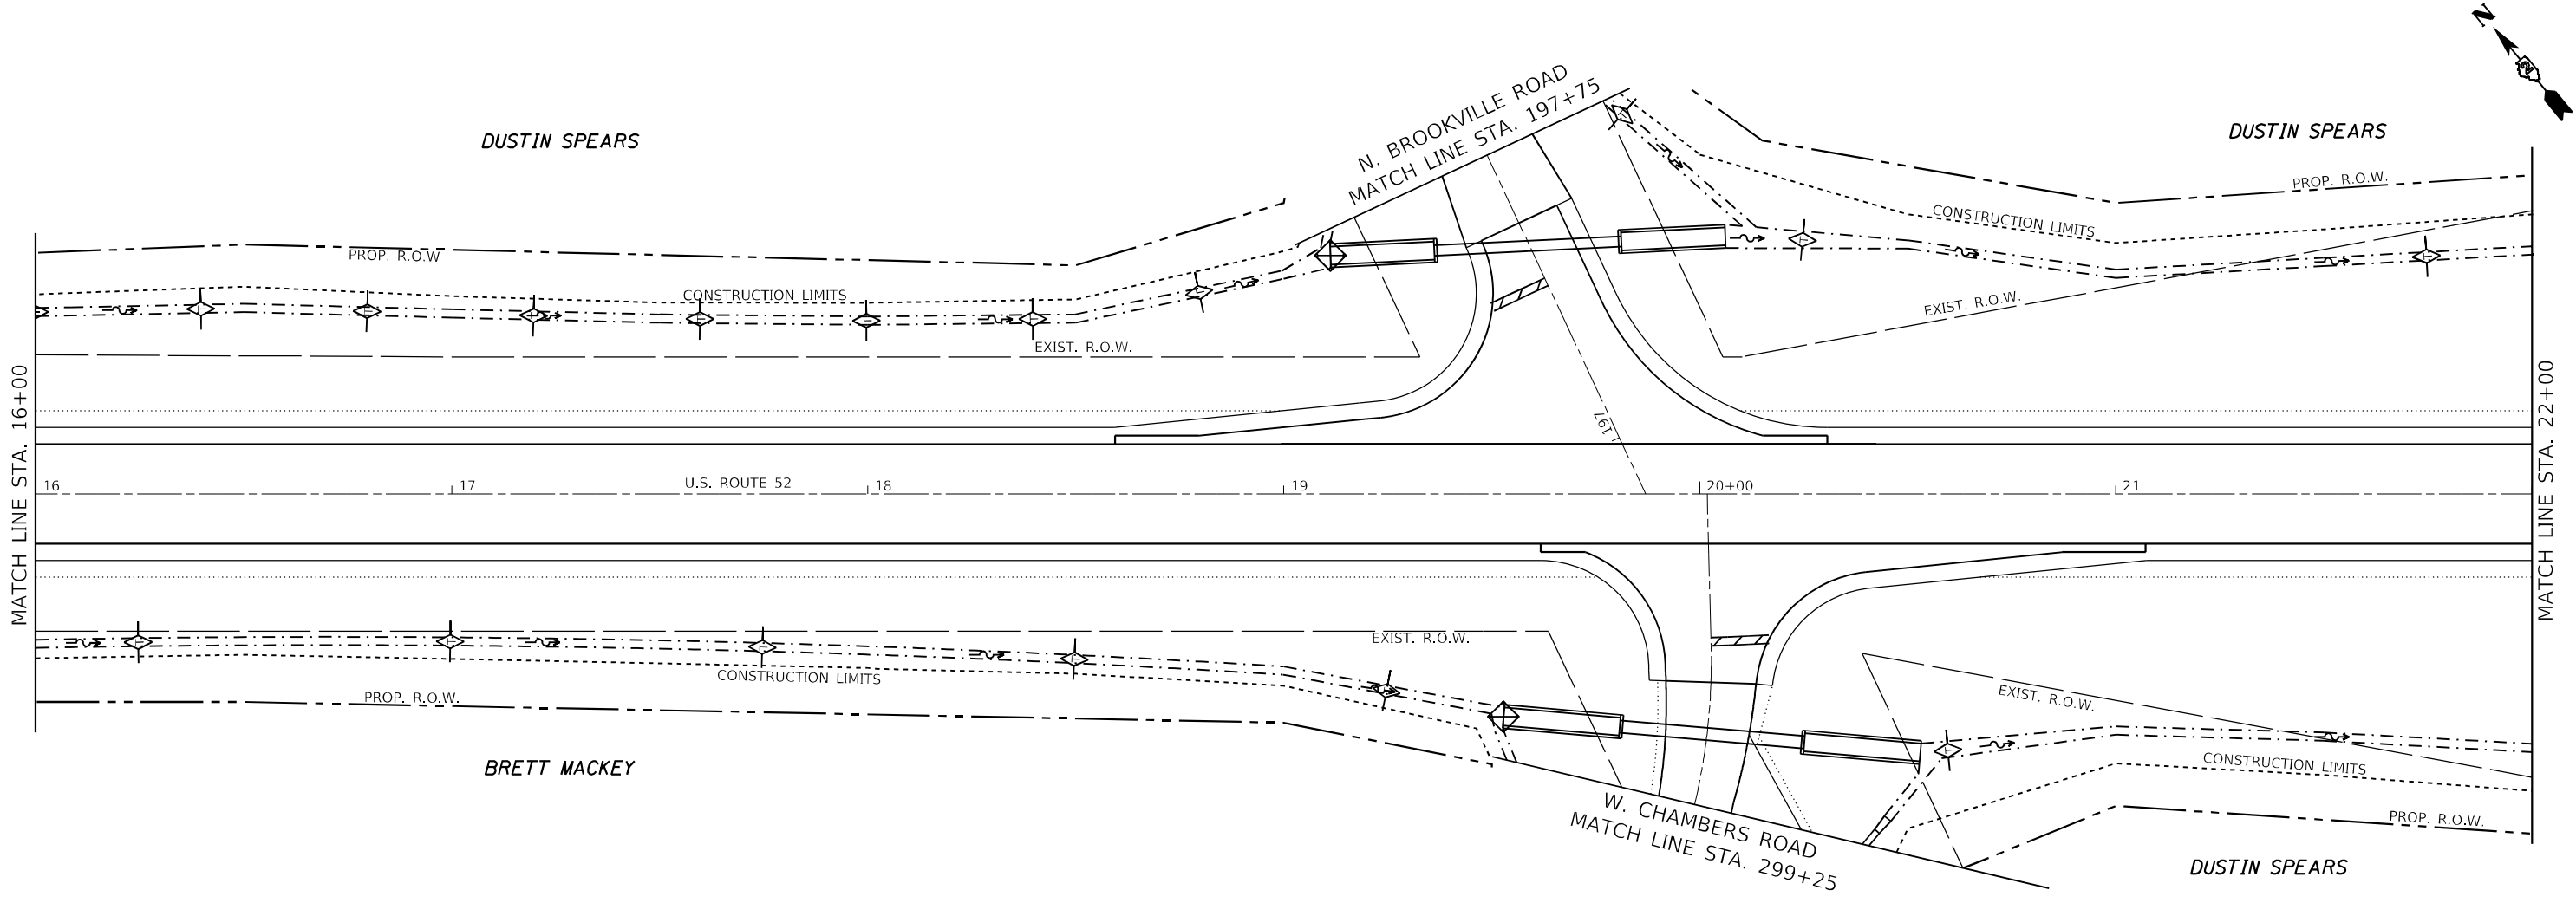 N
2
N. BROOKVILLE ROAD
MATCH LINE STA. 197+75
DUSTIN SPEARS
DUSTIN SPEARS
PROP. R.O.W.
CONSTRUCTION LIMITS
PROP. R.O.W
CONSTRUCTION LIMITS
EXIST. R.O.W.
EXIST. R.O.W.
197
MATCH LINE STA. 16+00
MATCH LINE STA. 22+00
16
17
U.S. ROUTE 52
18
19
20+00
21
EXIST. R.O.W.
CONSTRUCTION LIMITS
PROP. R.O.W.
EXIST. R.O.W.
BRETT MACKEY
CONSTRUCTION LIMITS
W. CHAMBERS ROAD
MATCH LINE STA. 299+25
PROP. R.O.W.
DUSTIN SPEARS